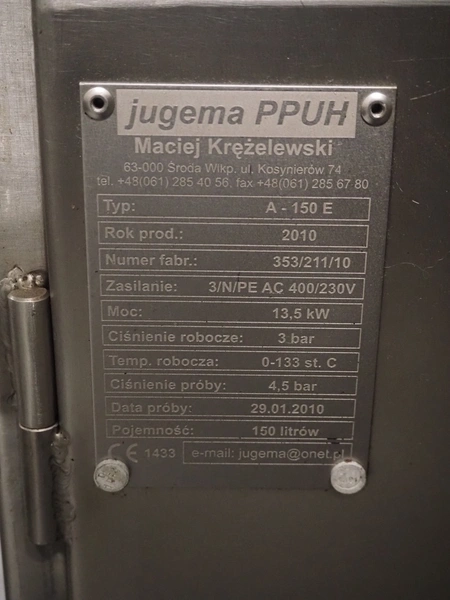 jugema PPUH
Maciej Krężelewski
63-000 Środa Wlkp. ul. Kosynierów 74
tel. +48(061) 285 40 56, fax +48(061) 285 67 80
Typ: A - 150 E
Rok prod.: 2010
Numer fabr.: 353/211/10
Zasilanie: 3/N/PE AC 400/230V
Moc: 13,5 kW
Ciśnienie robocze: 3 bar
Temp. robocza: 0-133 st. C
Ciśnienie próby: 4,5 bar
Data próby: 29.01.2010
Pojemność: 150 litrów
CE 1433 e-mail: jugema@onet.pl